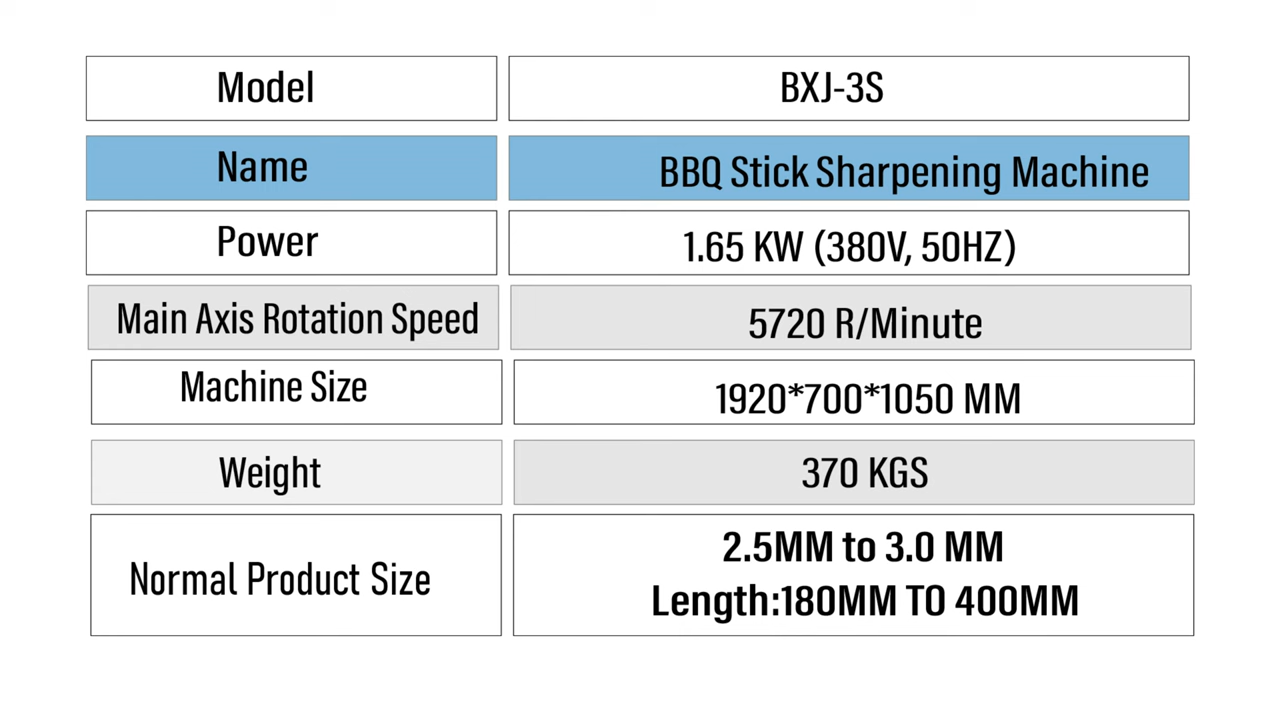 Model
BXJ-3S
Name
BBQ Stick Sharpening Machine
Power
1.65 KW (380V, 50HZ)
Main Axis Rotation Speed
5720 R/Minute
Machine Size
1920*700*1050 MM
Weight
370 KGS
Normal Product Size
2.5MM to 3.0 MM
Length:180MM TO 400MM